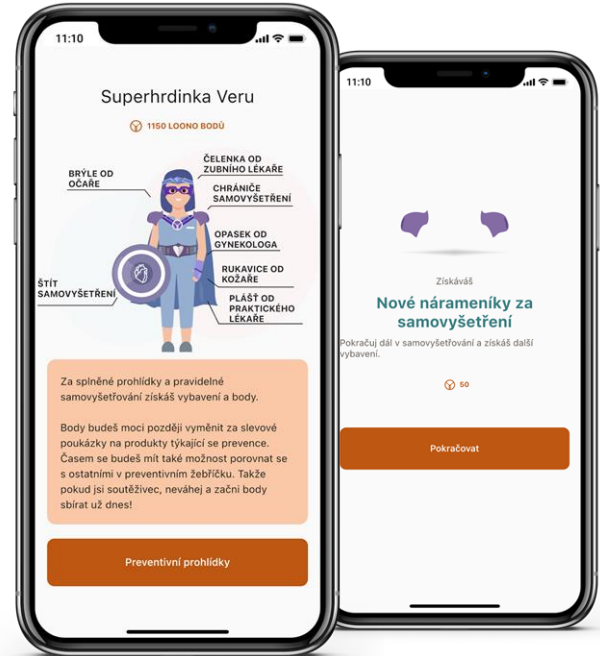 11:10
Superhrdinka Veru
1150 LOONO BODŮ
BRÝLE OD
OČAŘE
ČELENKA OD
ZUBNÍHO LÉKAŘE
CHRÁNIČE
SAMOVYŠETŘENÍ
OPASEK OD
GYNEKOLOGA
RUKAVICE OD
KOŽAŘE
ŠTÍT
SAMOVYŠETŘENÍ
PLÁŠŤ OD
PRAKTICKÉHO
LÉKAŘE
Za splněné prohlídky a pravidelné
samovyšetřování získáš vybavení a body.
Body budeš moci později vyměnit za slevové
poukázky na produkty týkající se prevence.
Časem se budeš mít také možnost porovnat se
s ostatními v preventivním žebříčku. Takže
pokud jsi soutěživec, neváhej a začni body
sbírat už dnes!
Preventivní prohlídky
11:10
Získáváš
Nové nárameníky za
samovyšetření
Pokračuj dál v samovyšetřování a získáš další
vybavení.
50
Pokračovat